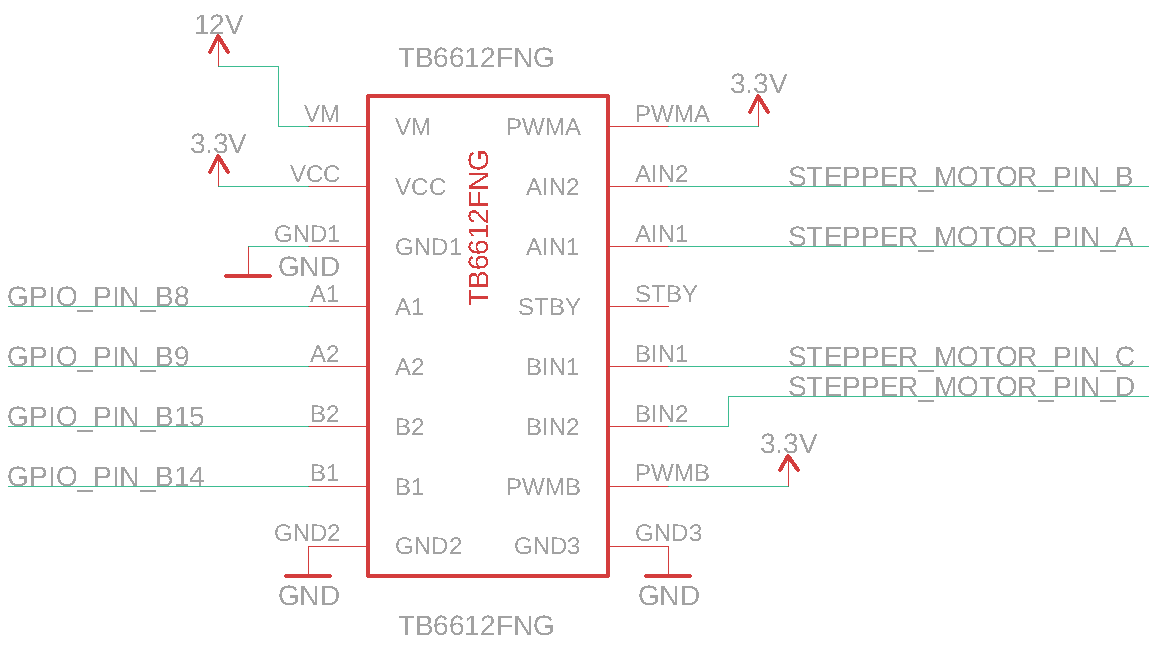 12V
TB6612FNG
3.3V
VM
PWMA
VM
PWMA
3.3V
VCC
AIN2
STEPPER_MOTOR_PIN_B
VCC
AIN2
TB6612FNG
GND1
AIN1
STEPPER_MOTOR_PIN_A
GND1
AIN1
GND
GPIO_PIN_B8
A1
STBY
A1
STBY
GPIO_PIN_B9
A2
BIN1
STEPPER_MOTOR_PIN_C
A2
BIN1
STEPPER_MOTOR_PIN_D
GPIO_PIN_B15
B2
BIN2
B2
BIN2
3.3V
GPIO_PIN_B14
B1
PWMB
B1
PWMB
GND2
GND3
GND2
GND3
GND
GND
TB6612FNG